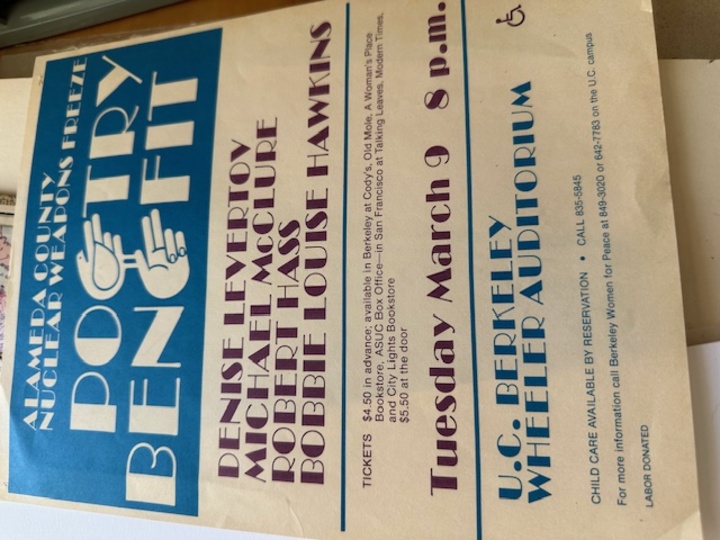 ALAMEDA COUNTY
NUCLEAR WEAPONS FREEZE
POETRY
BENEFIT
DENISE LEVERTOV
MICHAEL McCLURE
ROBERT HASS
BOBBIE LOUISE HAWKINS
TICKETS $4.50 in advance; available in Berkeley at Cody's, Old Mole, A Woman's Place
Bookstore, ASUC Box Office—in San Francisco at Talking Leaves, Modern Times,
and City Lights Bookstore
$5.50 at the door
Tuesday March 9 8 p.m.
U.C. BERKELEY
WHEELER AUDITORIUM
CHILD CARE AVAILABLE BY RESERVATION • CALL 835-5845
For more information call Berkeley Women for Peace at 849-3020 or 642-7783 on the U.C. campus
LABOR DONATED